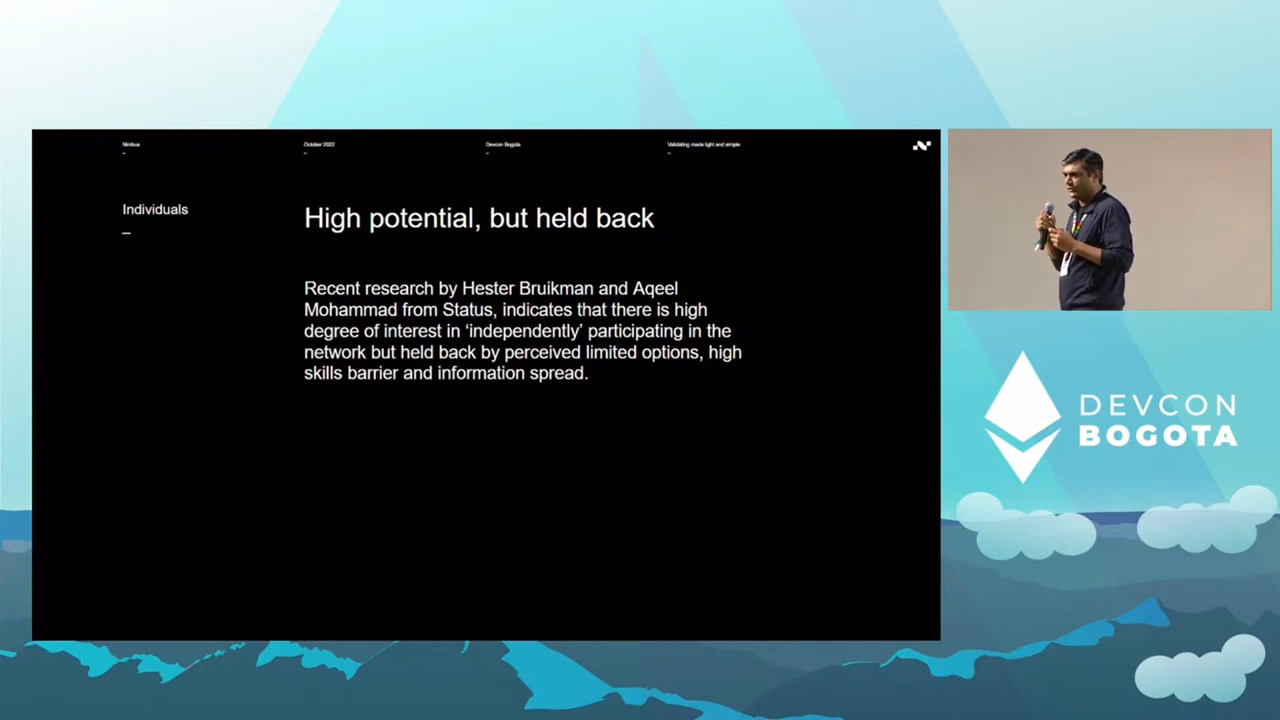 Nimbus
October 2022
Devcon Bogota
Validating made light and simple
Individuals
High potential, but held back
Recent research by Hester Bruikman and Aqeel
Mohammad from Status, indicates that there is high
degree of interest in ‘independently’ participating in the
network but held back by perceived limited options, high
skills barrier and information spread.
DEVCON
BOGOTA